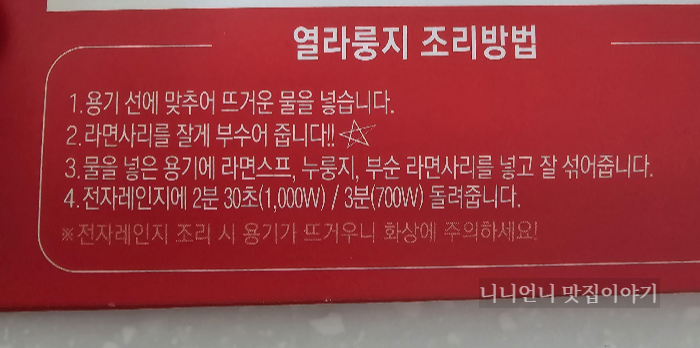 열라룽지 조리방법
1.용기 선에 맞추어 뜨거운 물을 넣습니다.
2.라면사리를 잘게 부수어 줍니다!!
3.물을 넣은 용기에 라면스프, 누룽지, 부순 라면사리를 넣고 잘 섞어줍니다.
4.전자레인지에 2분 30초(1,000W) / 3분(700W) 돌려줍니다.
※전자레인지 조리 시 용기가 뜨거우니 화상에 주의하세요!
니니언니 맛집이야기